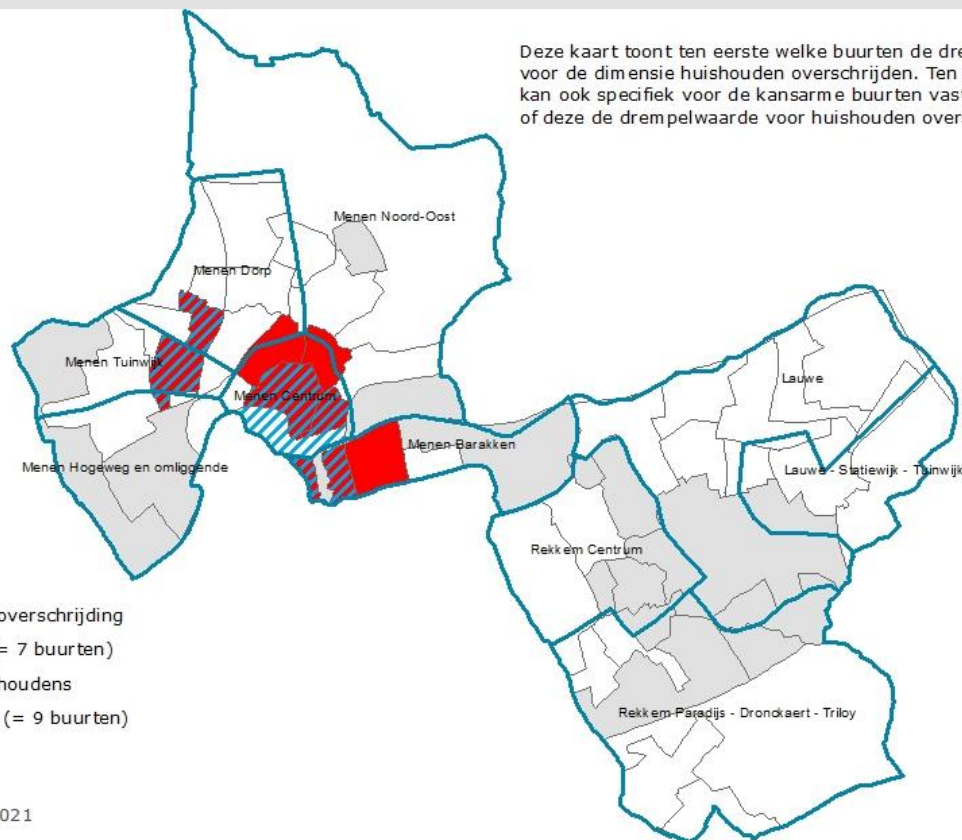 Deze kaart toont ten eerste welke buurten de
voor de dimensie huishouden overschrijden. Ten
kan ook specifiek voor de kansarme buurten
of deze de drempelwaarde voor huishouden
Menen Noord-Oost
Menen Dorp
Menen Tuinwijk
Lauwe
Menen Centrum
Menen Barakken
Menen Hogeweg en omliggende
Lauwe - Statiewijk - Tuinwijk
Rekkem Centrum
overschrijding
= 7 buurten)
houdens
(= 9 buurten)
Rekkem Paradijs - Dronckaert - Triloy
021